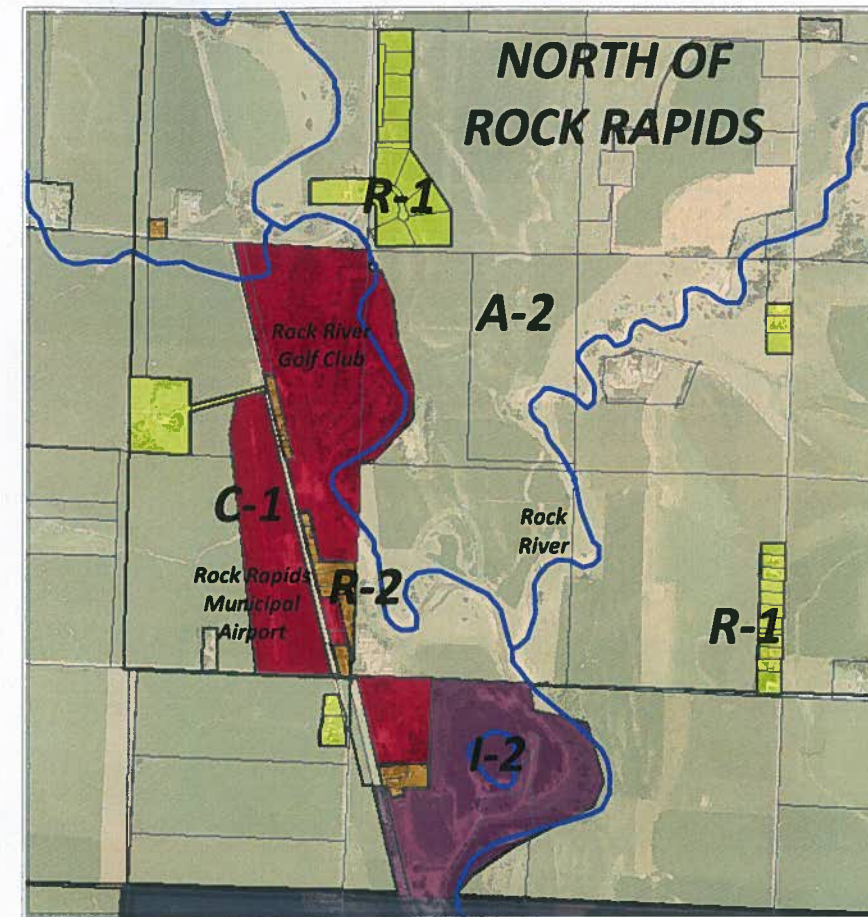 NORTH OF
ROCK RAPIDS
R-1
A-2
Rock River
Golf Club
C-1
Rock
River
Rock Rapids
Municipal
Airport
R-2
R-1
I-2